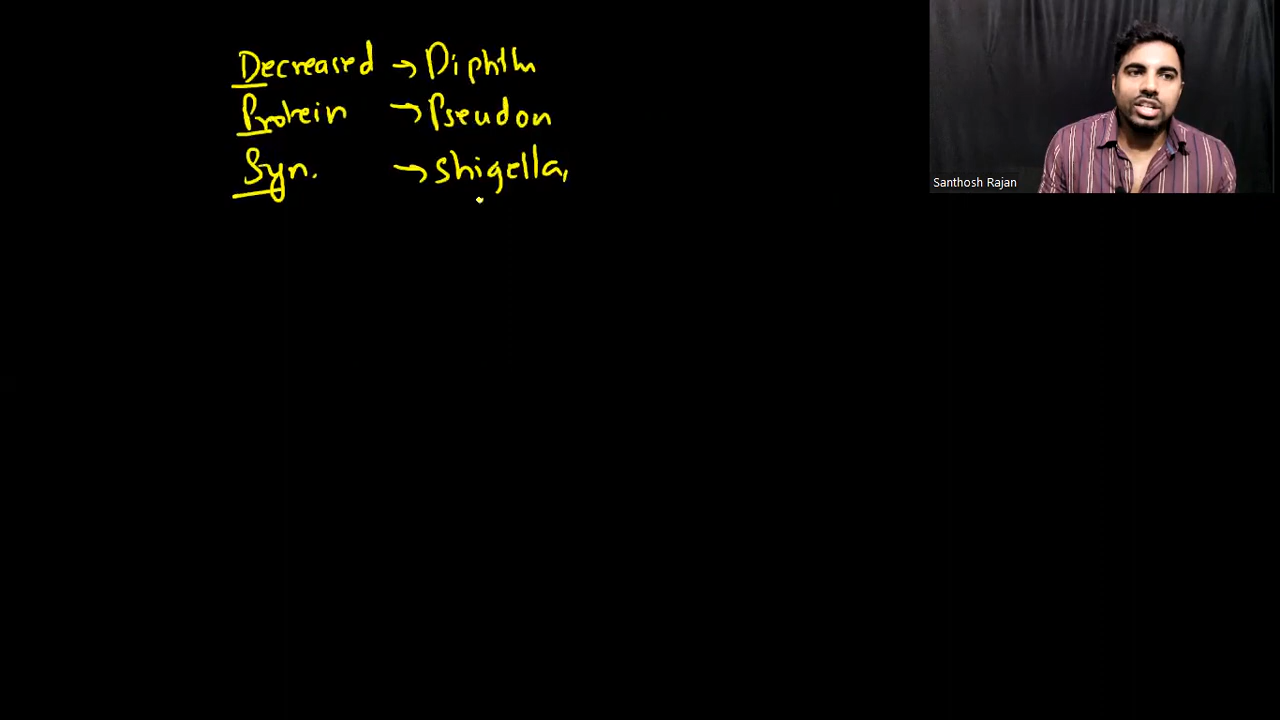 Decreased → Diphth
Protein → Pseudon
Syn. → Shigella,
Santhosh Rajan